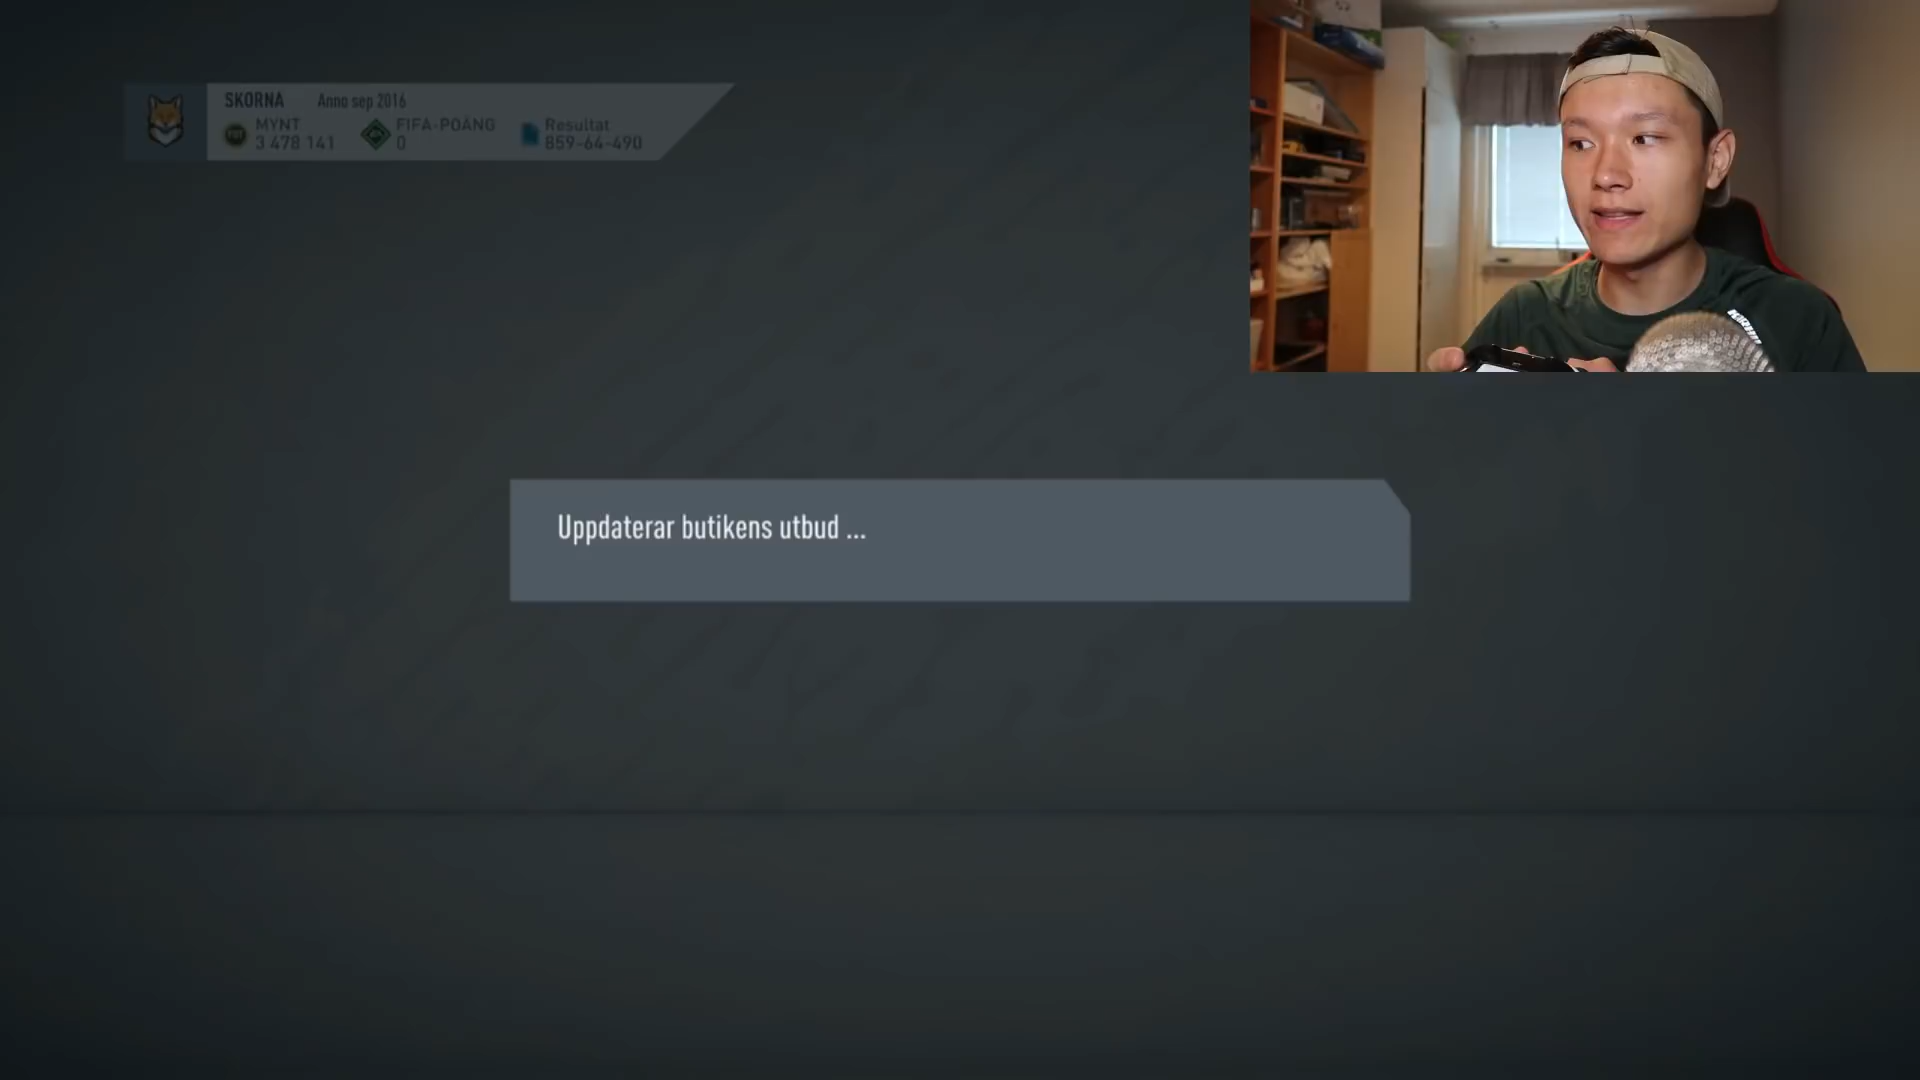 SKORNA Anno sep 2016
MYNT FIFA-POÄNG Resultat
3 478 141 0 859-64-490
Uppdaterar butikens utbud ...